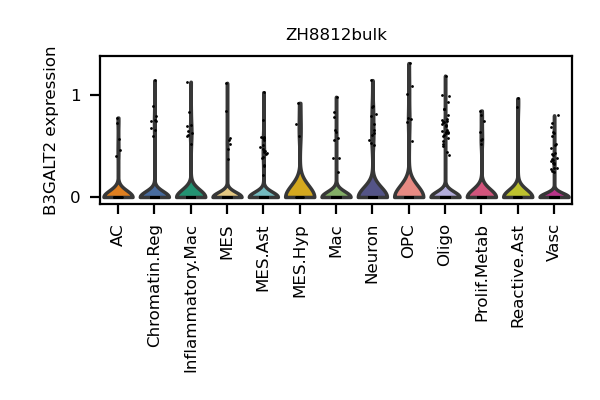 ZH8812bulk
B3GALT2 expression
1
0
AC
Chromatin.Reg
Inflammatory.Mac
MES
MES.Ast
MES.Hyp
Mac
Neuron
OPC
Oligo
Prolif.Metab
Reactive.Ast
Vasc